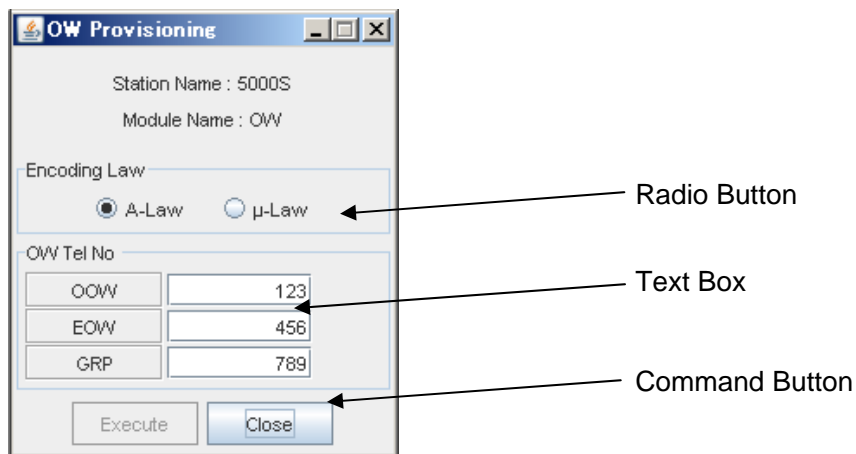 OW Provisioning
Station Name : 5000S
Module Name : OW
Encoding Law
A-Law μ-Law
Radio Button
OW Tel No
OOW 123
Text Box
EOW 456
GRP 789
Command Button
Execute Close